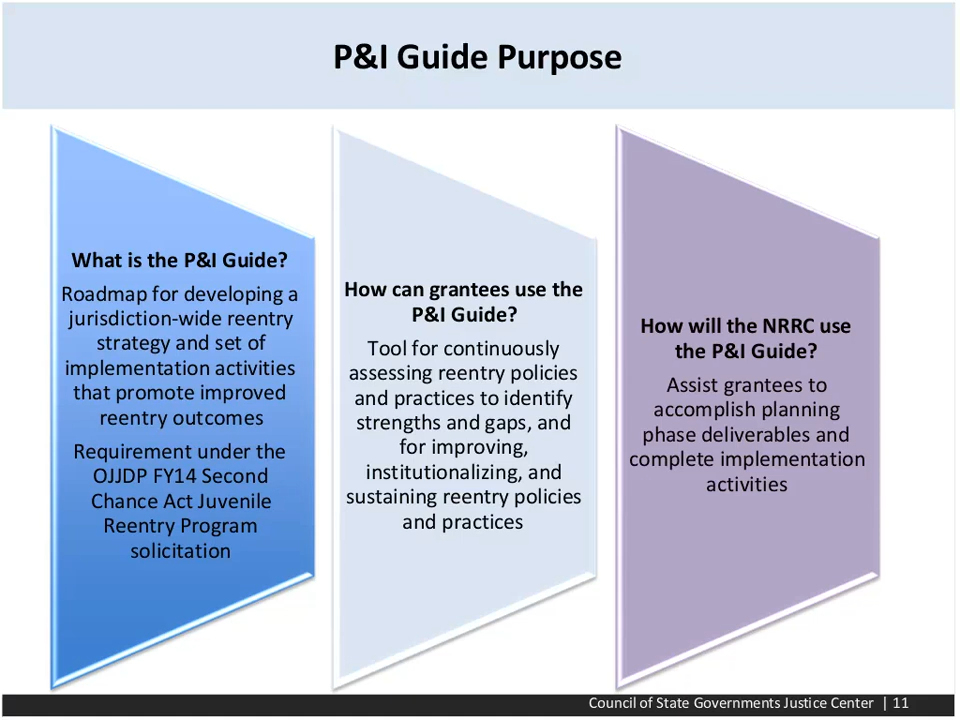 P&I Guide Purpose
What is the P&I Guide?
Roadmap for developing a
jurisdiction-wide reentry
strategy and set of
implementation activities
that promote improved
reentry outcomes
Requirement under the
OJJDP FY14 Second
Chance Act Juvenile
Reentry Program
solicitation
How can grantees use the
P&I Guide?
Tool for continuously
assessing reentry policies
and practices to identify
strengths and gaps, and
for improving,
institutionalizing, and
sustaining reentry policies
and practices
How will the NRRC use
the P&I Guide?
Assist grantees to
accomplish planning
phase deliverables and
complete implementation
activities
Council of State Governments Justice Center | 11